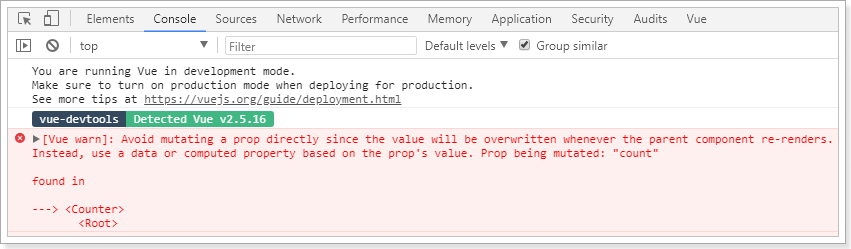 Elements Console Sources Network Performance Memory Application Security Audits Vue
top Filter Default levels Group similar
You are running Vue in development mode.
Make sure to turn on production mode when deploying for production.
See more tips at https://vuejs.org/guide/deployment.html
vue-devtools Detected Vue v2.5.16
[Vue warn]: Avoid mutating a prop directly since the value will be overwritten whenever the parent component re-renders.
Instead, use a data or computed property based on the prop's value. Prop being mutated: "count"
found in
---> <Counter>
<Root>